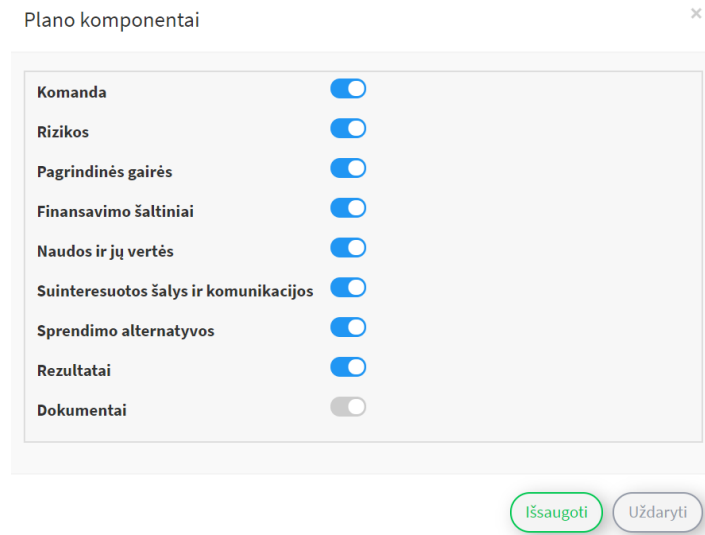 Plano komponentai
×
Komanda
Rizikos
Pagrindinės gairės
Finansavimo šaltiniai
Naudos ir jų vertės
Suinteresuotos šalys ir komunikacijos
Sprendimo alternatyvos
Rezultatai
Dokumentai
Išsaugoti Uždaryti